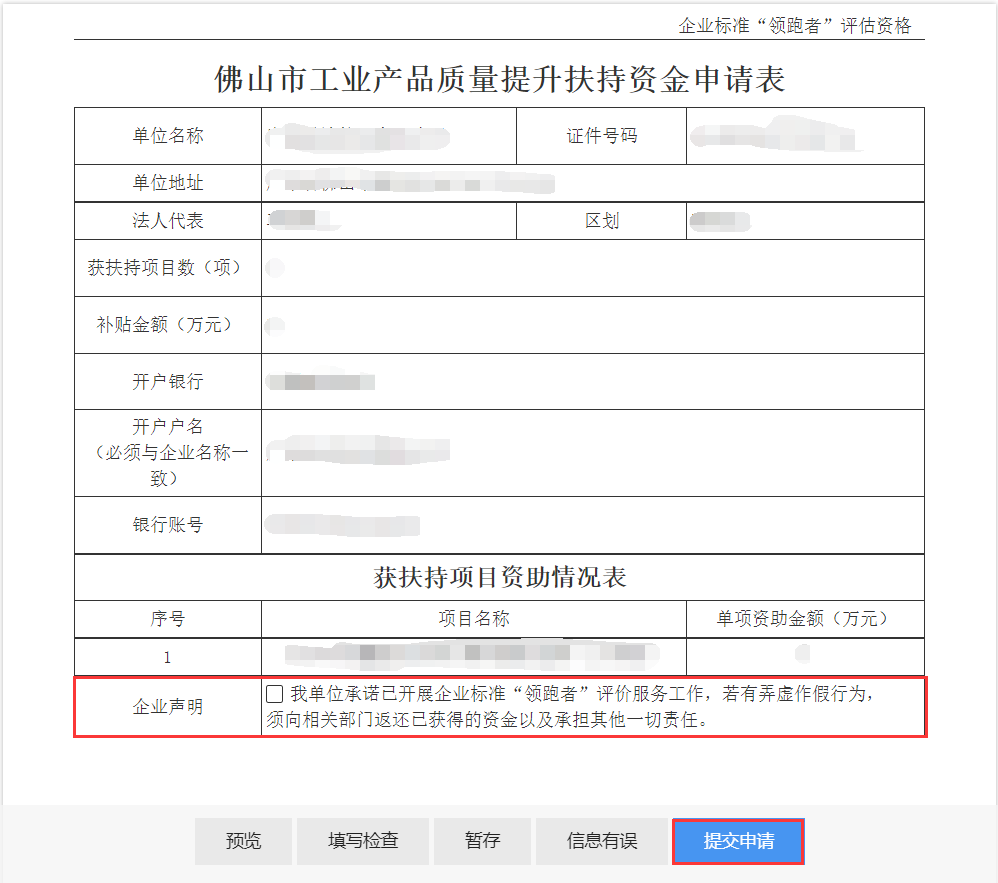 企业标准“领跑者”评估资格
佛山市工业产品质量提升扶持资金申请表
单位名称
证件号码
单位地址
法人代表
区划
获扶持项目数（项）
补贴金额（万元）
开户银行
开户户名
（必须与企业名称一
致）
银行账号
获扶持项目资助情况表
序号 项目名称 单项资助金额（万元）
1
企业声明
我单位承诺已开展企业标准“领跑者”评价服务工作，若有弄虚作假行为，
须向相关部门返还已获得的资金以及承担其他一切责任。
预览 填写检查 暂存 信息有误 提交申请